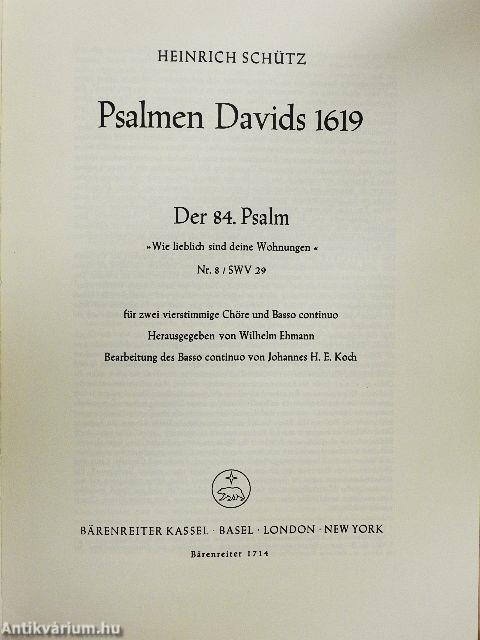 HEINRICH SCHÜTZ
Psalmen Davids 1619
Der 84. Psalm
»Wie lieblich sind deine Wohnungen«
Nr. 8 / SWV 29
für zwei vierstimmige Chöre und Basso continuo
Herausgegeben von Wilhelm Ehmann
Bearbeitung des Basso continuo von Johannes H. E. Koch
BÄRENREITER KASSEL · BASEL · LONDON · NEW YORK
Bärenreiter 1714
Antikvárium.hu